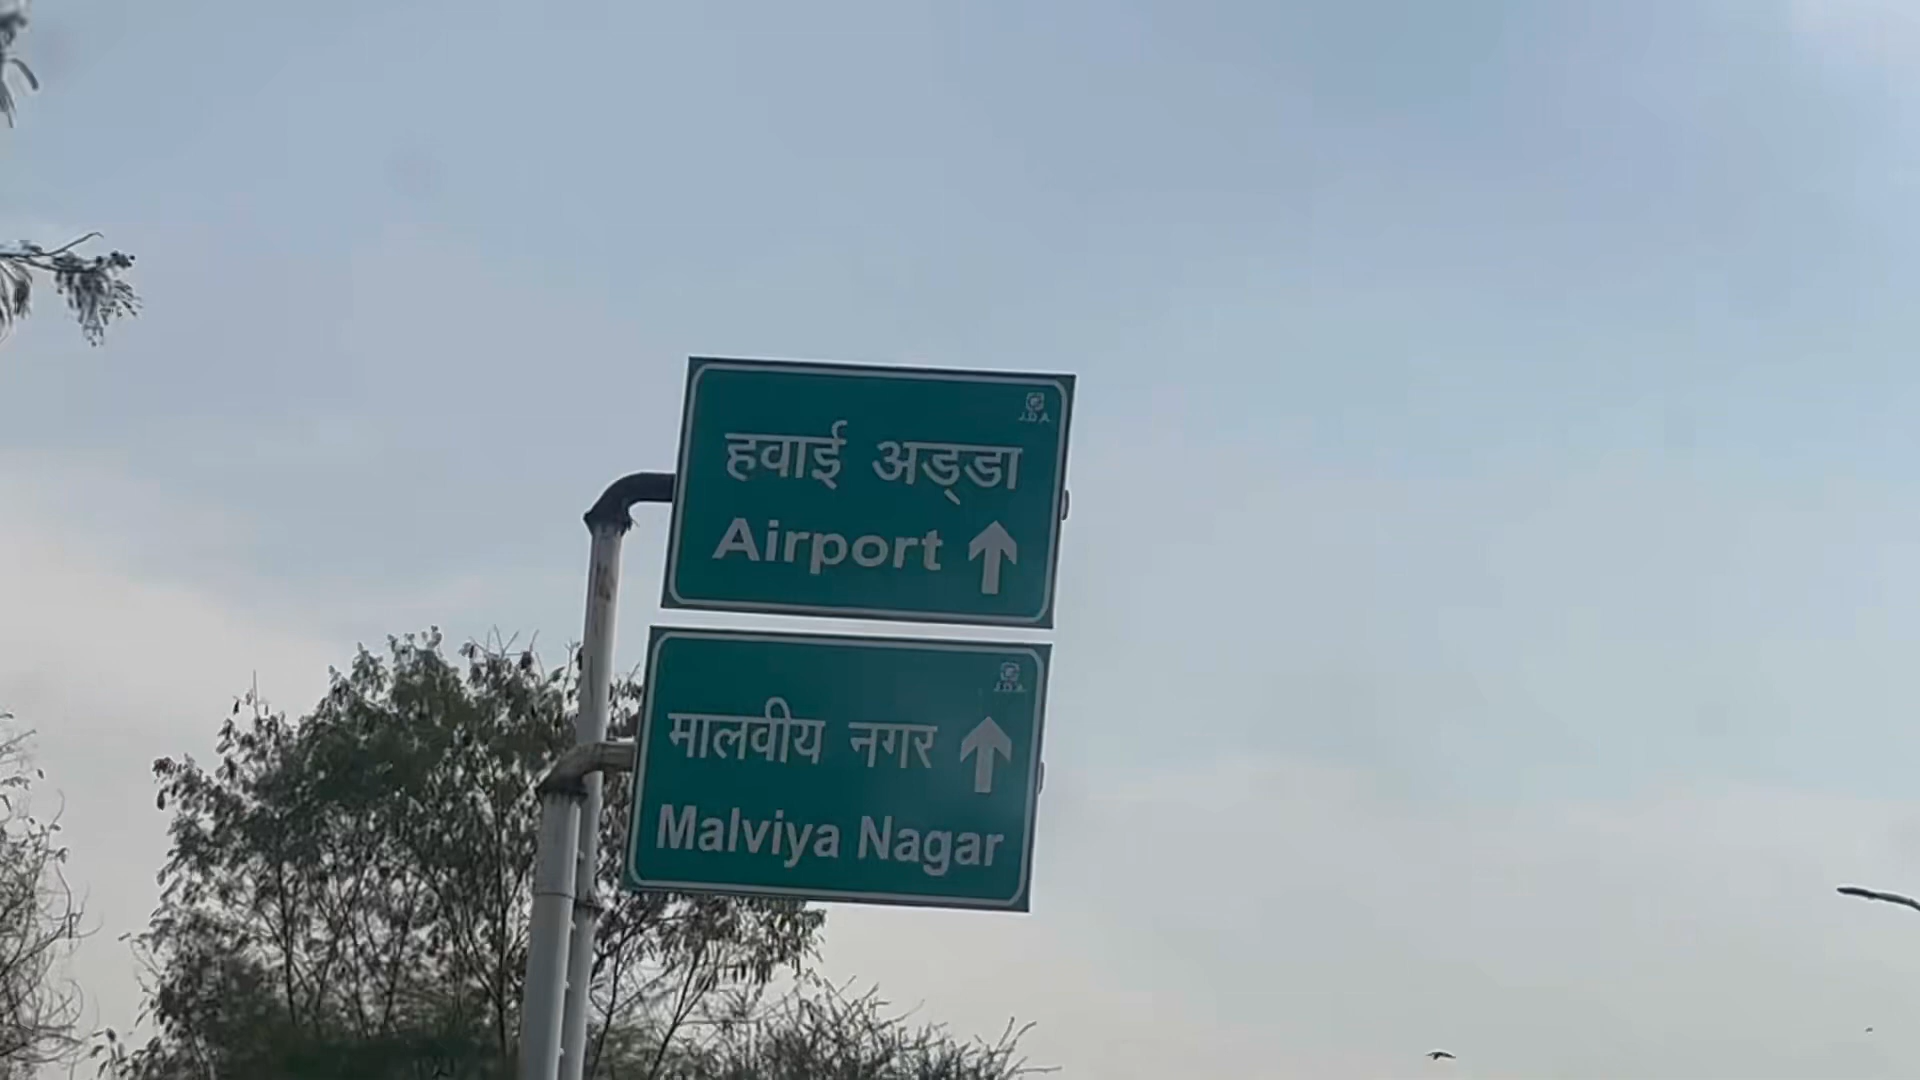 J.D.A.
हवाई अड्डा
Airport
J.D.A.
मालवीय नगर
Malviya Nagar